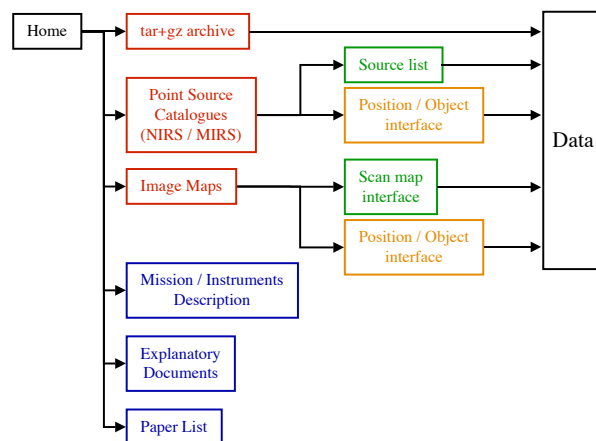 Home
tar+gz archive
Source list
Point Source
Catalogues
(NIRS / MIRS)
Position / Object
interface
Data
Image Maps
Scan map
interface
Position / Object
interface
Mission / Instruments
Description
Explanatory
Documents
Paper List